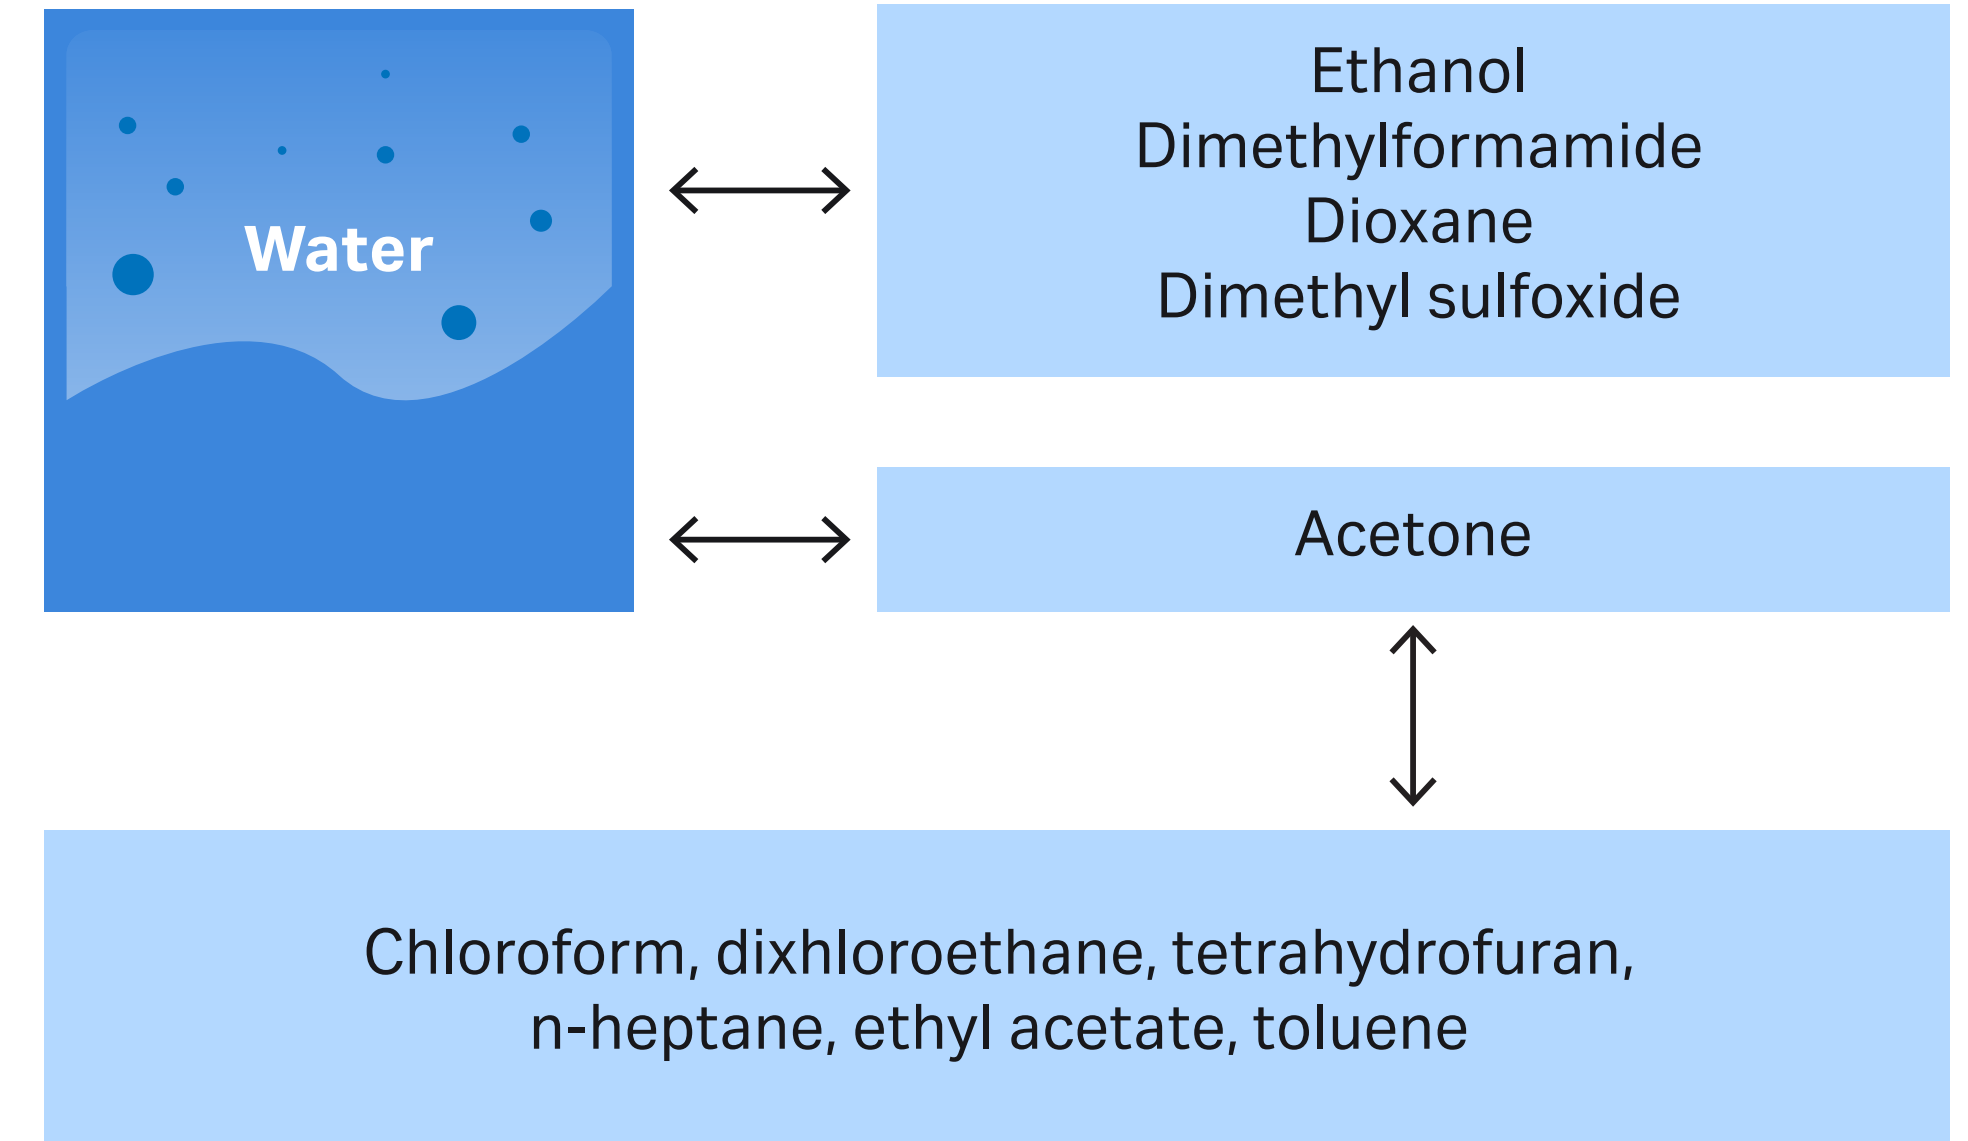 Water
Ethanol
Dimethylformamide
Dioxane
Dimethyl sulfoxide
Acetone
Chloroform, dixhloroethane, tetrahydrofuran,
n-heptane, ethyl acetate, toluene